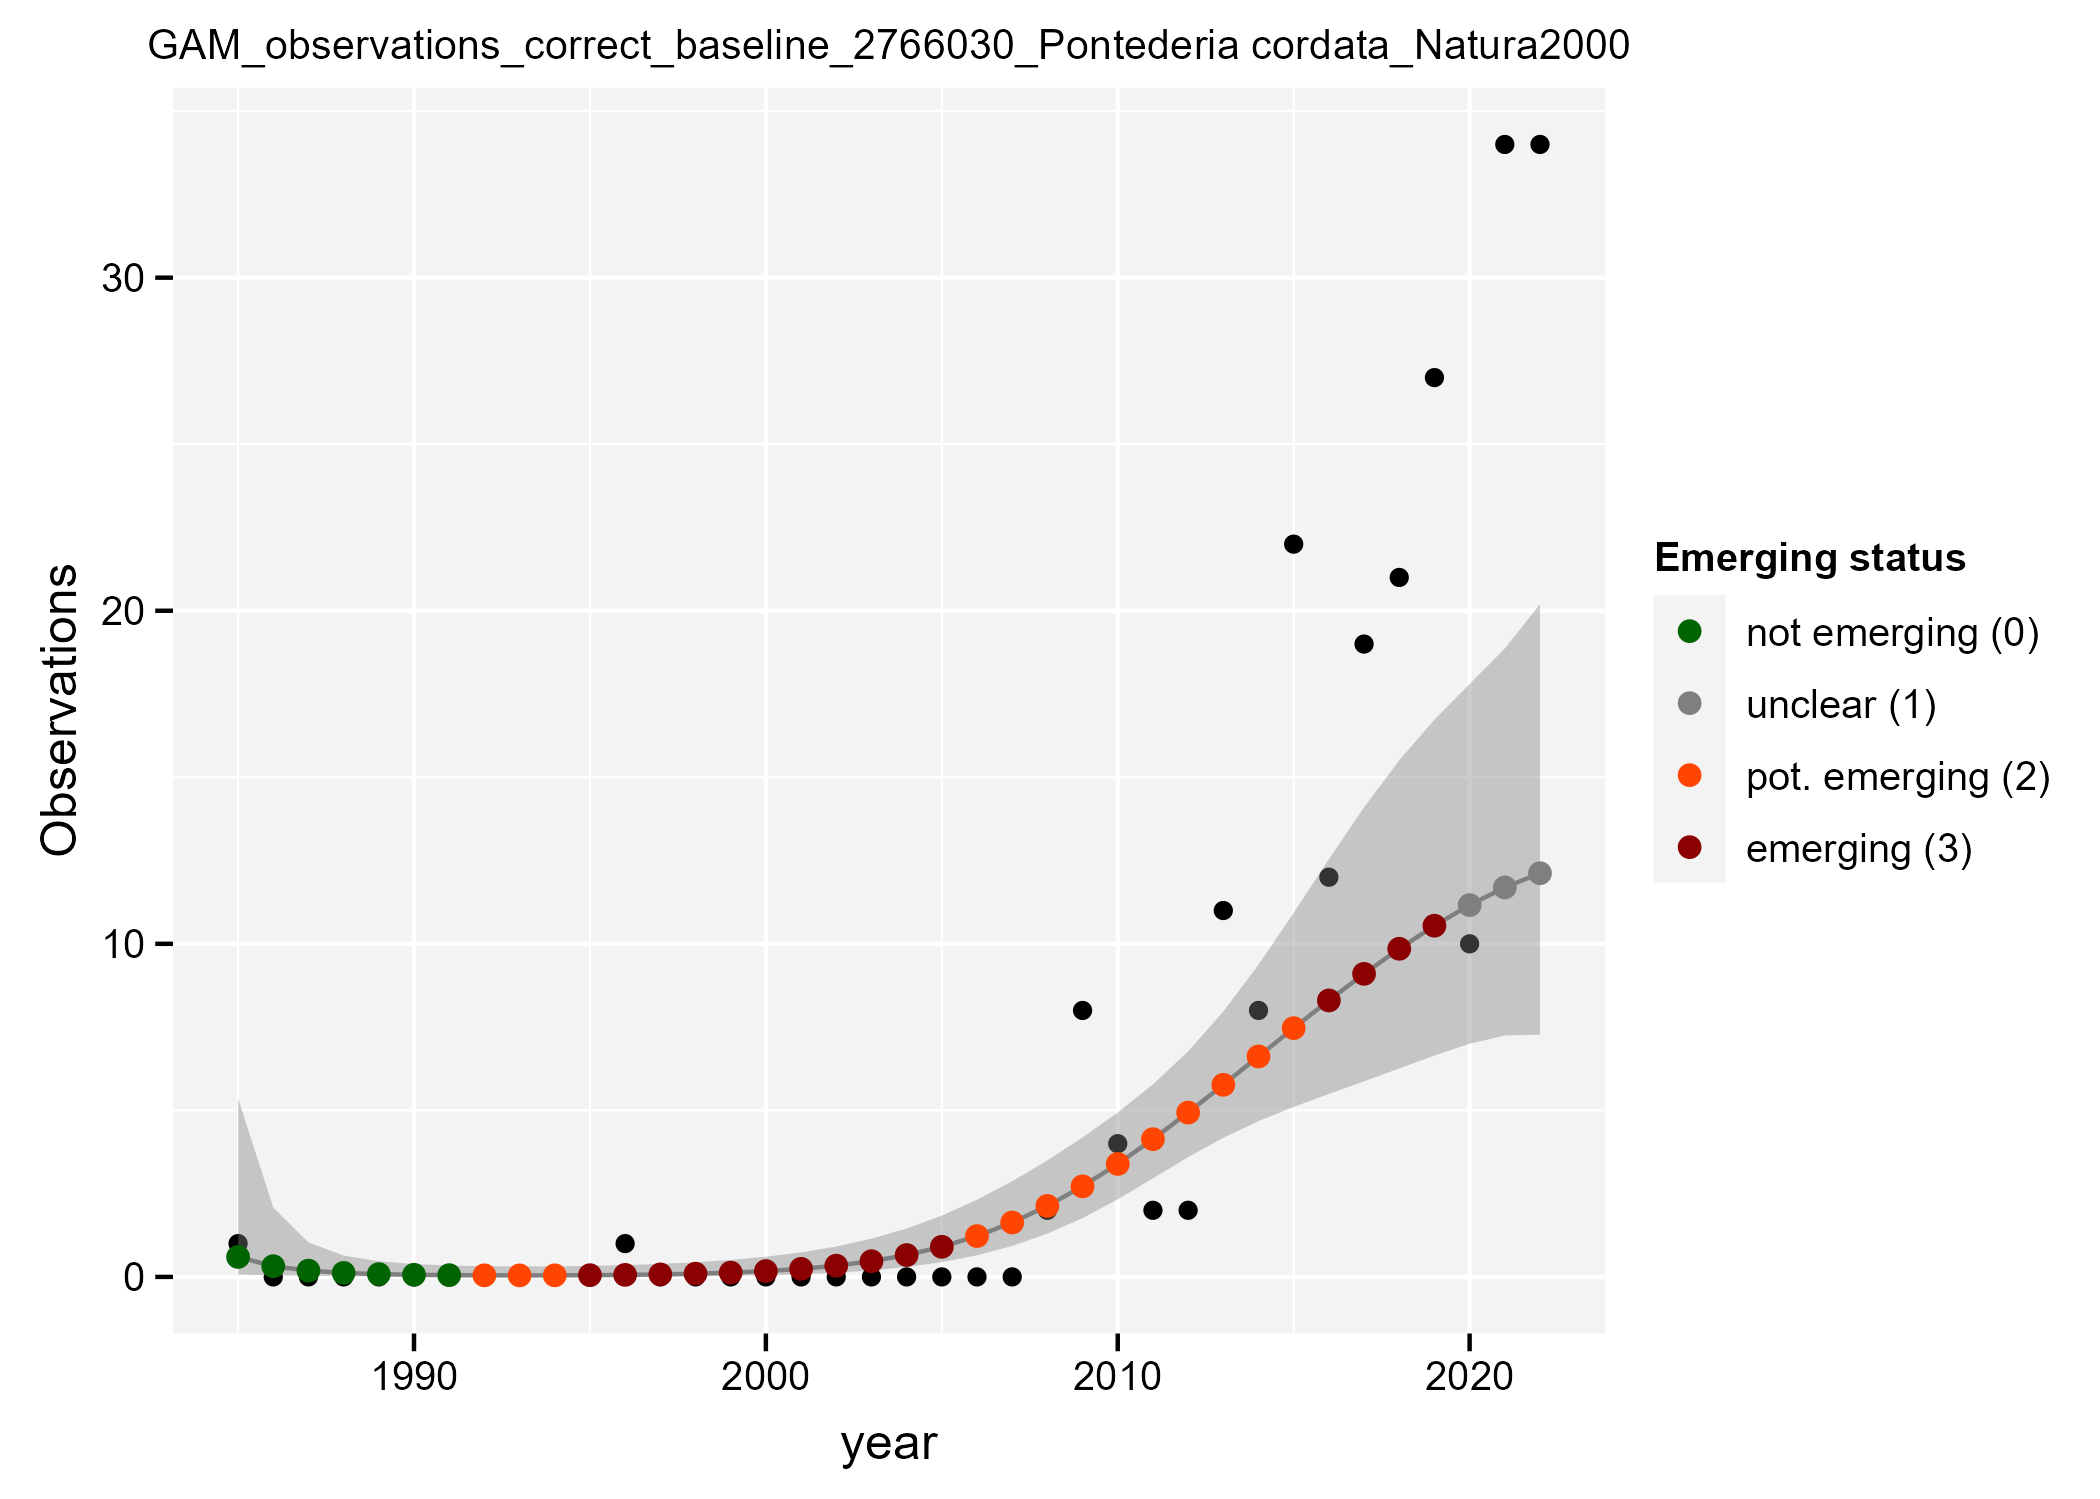 GAM_observations_correct_baseline_2766030_Pontederia cordata_Natura2000
Observations
30
20
10
0
1990
2000
2010
2020
year
Emerging status
not emerging (0)
unclear (1)
pot. emerging (2)
emerging (3)